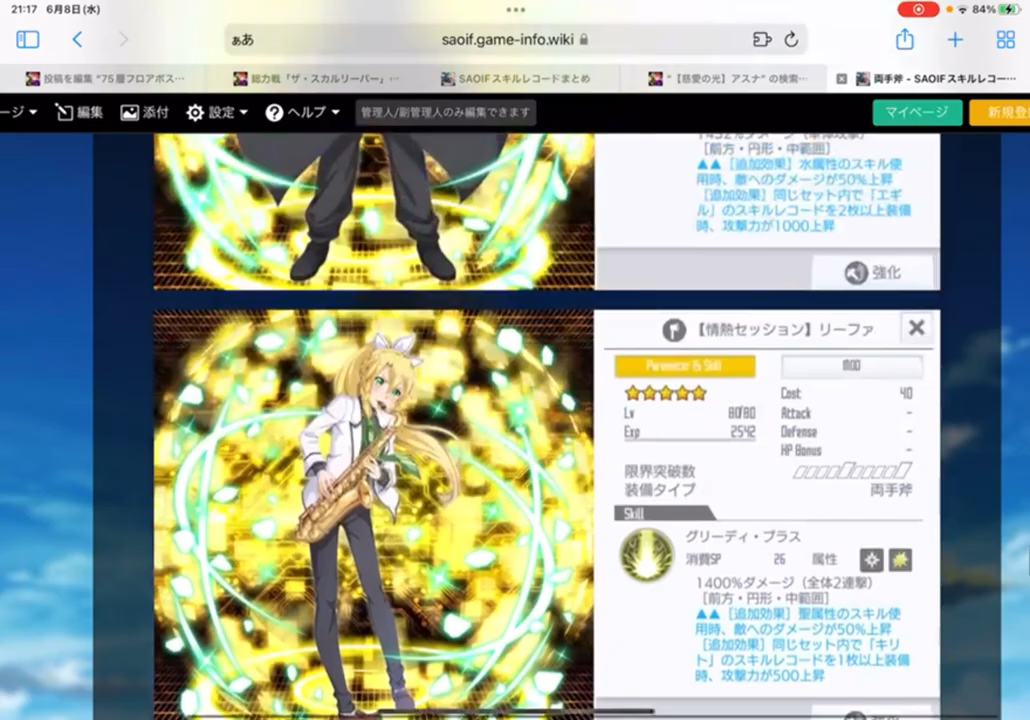 21:17 6月8日(水)
84%
ああ
saoif.game-info.wiki
投稿を編集 "75層フロアボス…
総力戦「ザ・スカルリーパー」…
SAOIFスキルレコードまとめ
"【慈愛の光】アスナ" の検索…
両手斧 - SAOIFスキルレコー…
ージ
編集
添付
設定
ヘルプ
管理人/副管理人のみ編集できます
マイページ
新規登
[前方・円形・中範囲]
▲▲［追加効果］水属性のスキル使
用時、敵へのダメージが50%上昇
［追加効果］同じセット内で「エギ
ル」のスキルレコードを2枚以上装備
時、攻撃力が1000上昇
強化
【情熱セッション】リーファ
Parameter & Skill
MOD
Cost 40
Lv 80/80
Attack -
Exp 2542
Defense -
HP Bonus -
限界突破数
装備タイプ 両手斧
Skill
グリーディ・プラス
消費SP 26 属性
1400%ダメージ（全体2連撃）
[前方・円形・中範囲]
▲▲［追加効果］聖属性のスキル使
用時、敵へのダメージが50%上昇
［追加効果］同じセット内で「キリ
ト」のスキルレコードを1枚以上装備
時、攻撃力が500上昇